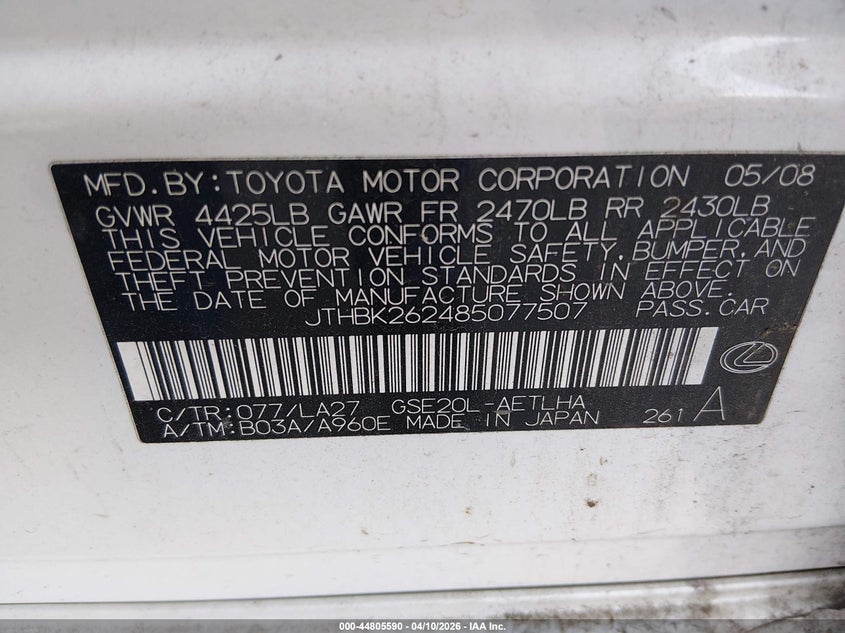 MFD.BY:TOYOTA MOTOR CORPORATION 05/08
GVWR 4425LB GAWR FR 2470LB RR 2430LB
THIS VEHICLE CONFORMS TO ALL APPLICABLE
FEDERAL MOTOR VEHICLE SAFETY,BUMPER,AND
THEFT PREVENTION STANDARDS IN EFFECT ON
THE DATE OF MANUFACTURE SHOWN ABOVE.
JTHBK262485077507 PASS.CAR
C/TR:077/LA27 GSE20L-AETLHA
A/TM:B03A/A960E MADE IN JAPAN 261 A
000-44805590 - 04/10/2026 - IAA Inc.